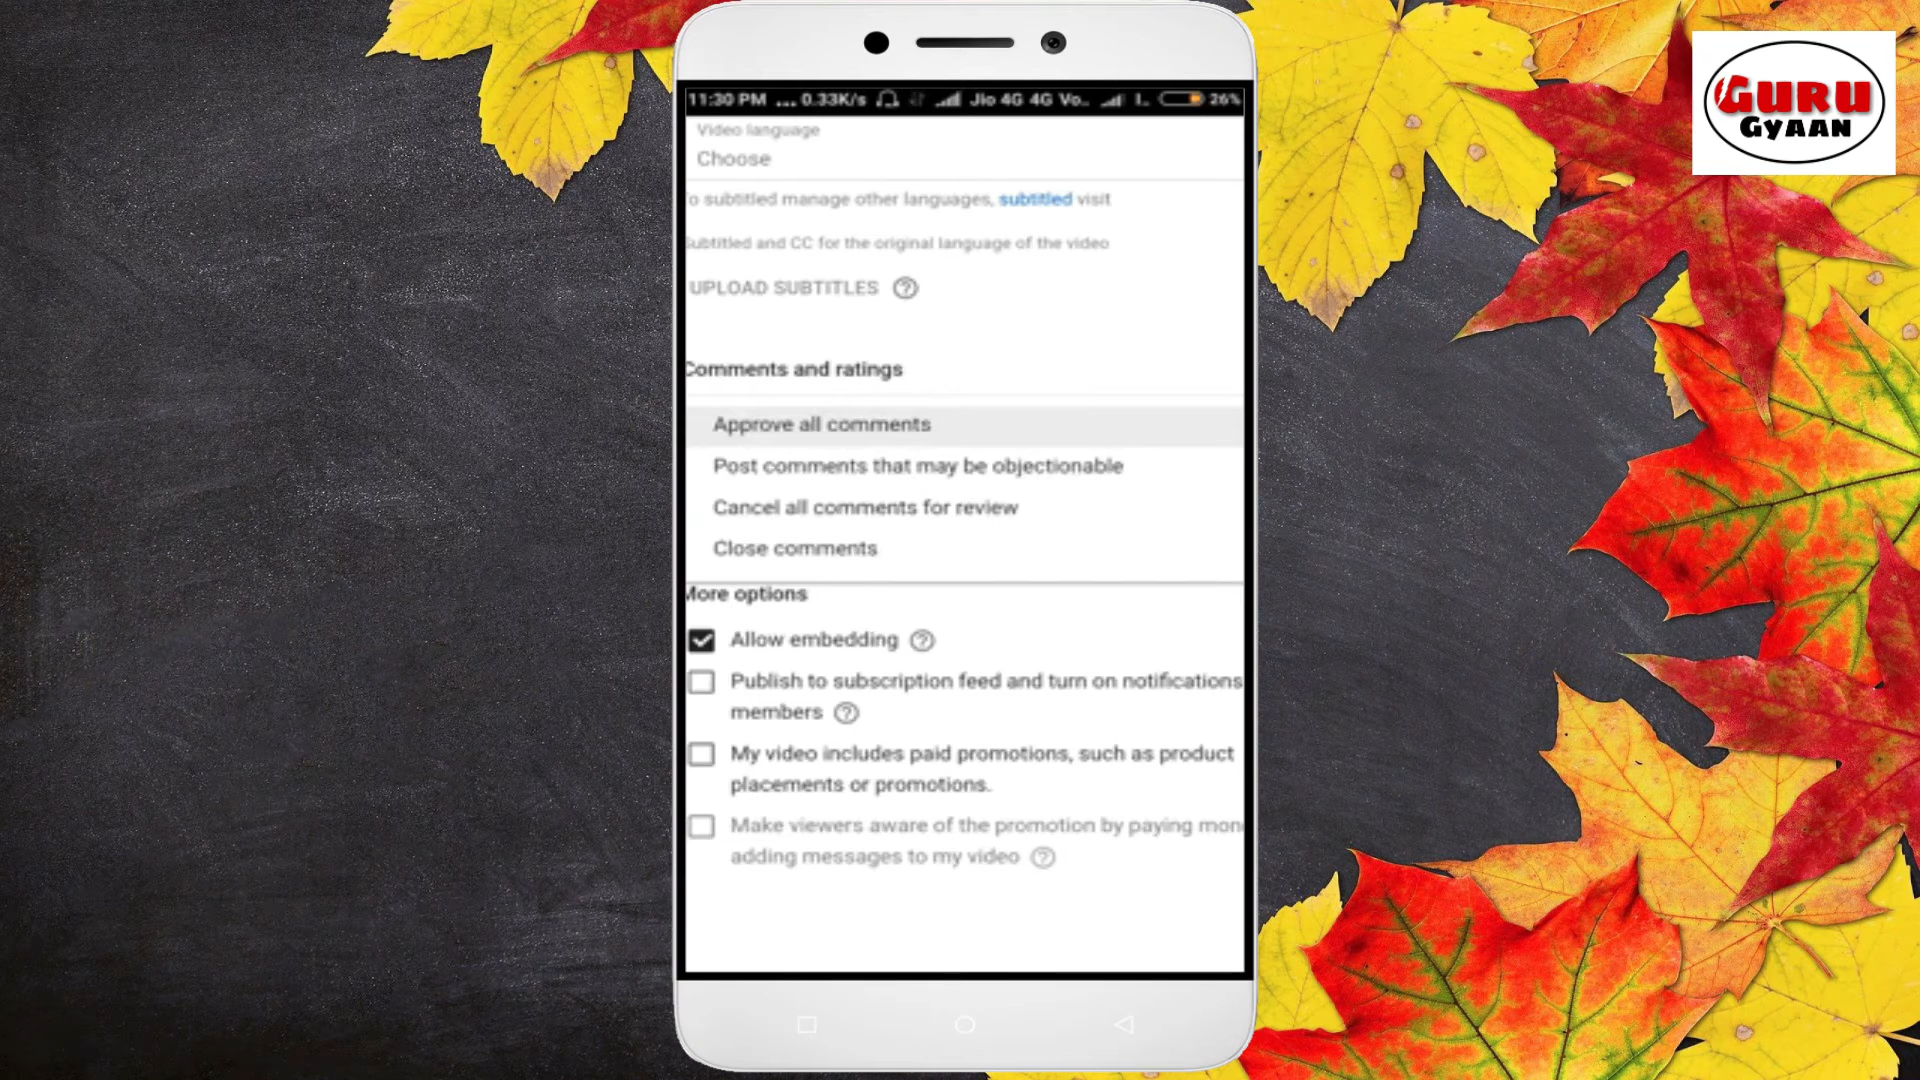 GURU
GYAAN
11:30 PM ... 0.33K/s Jio 4G 4G Vo.. 26%
Video language
Choose
o subtitled manage other languages, subtitled visit
Subtitled and CC for the original language of the video
UPLOAD SUBTITLES
Comments and ratings
Approve all comments
Post comments that may be objectionable
Cancel all comments for review
Close comments
More options
Allow embedding
Publish to subscription feed and turn on notifications
members
My video includes paid promotions, such as product
placements or promotions.
Make viewers aware of the promotion by paying mon
adding messages to my video